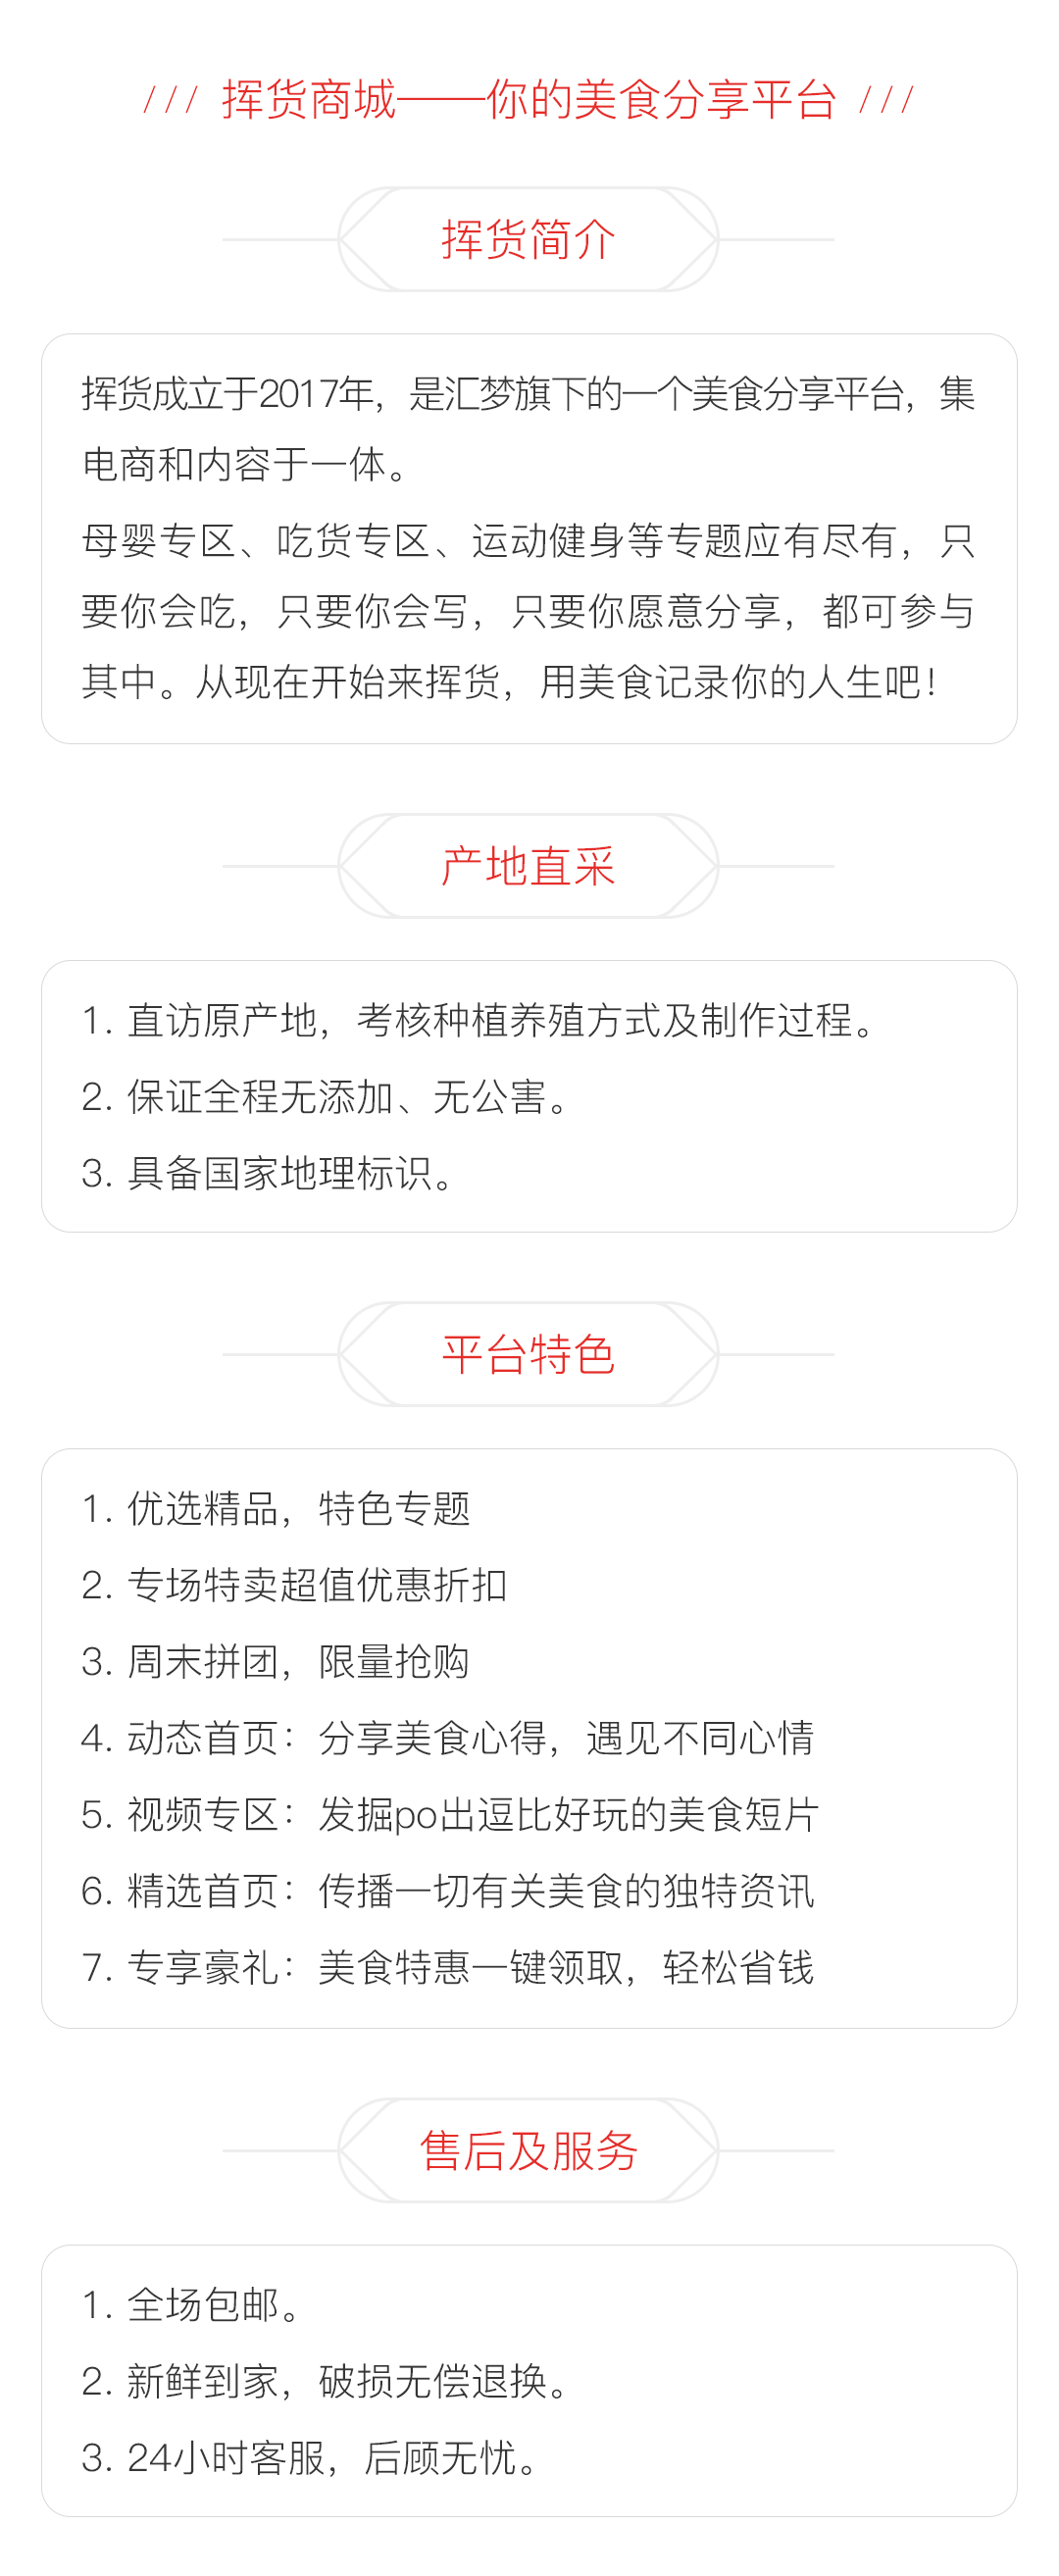 /// 挥货商城——你的美食分享平台 ///
挥货简介
挥货成立于2017年，是汇梦旗下的一个美食分享平台，集
电商和内容于一体。
母婴专区、吃货专区、运动健身等专题应有尽有，只
要你会吃，只要你会写，只要你愿意分享，都可参与
其中。从现在开始来挥货，用美食记录你的人生吧！
产地直采
1. 直访原产地，考核种植养殖方式及制作过程。
2. 保证全程无添加、无公害。
3. 具备国家地理标识。
平台特色
1. 优选精品，特色专题
2. 专场特卖超值优惠折扣
3. 周末拼团，限量抢购
4. 动态首页：分享美食心得，遇见不同心情
5. 视频专区：发掘po出逗比好玩的美食短片
6. 精选首页：传播一切有关美食的独特资讯
7. 专享豪礼：美食特惠一键领取，轻松省钱
售后及服务
1. 全场包邮。
2. 新鲜到家，破损无偿退换。
3. 24小时客服，后顾无忧。